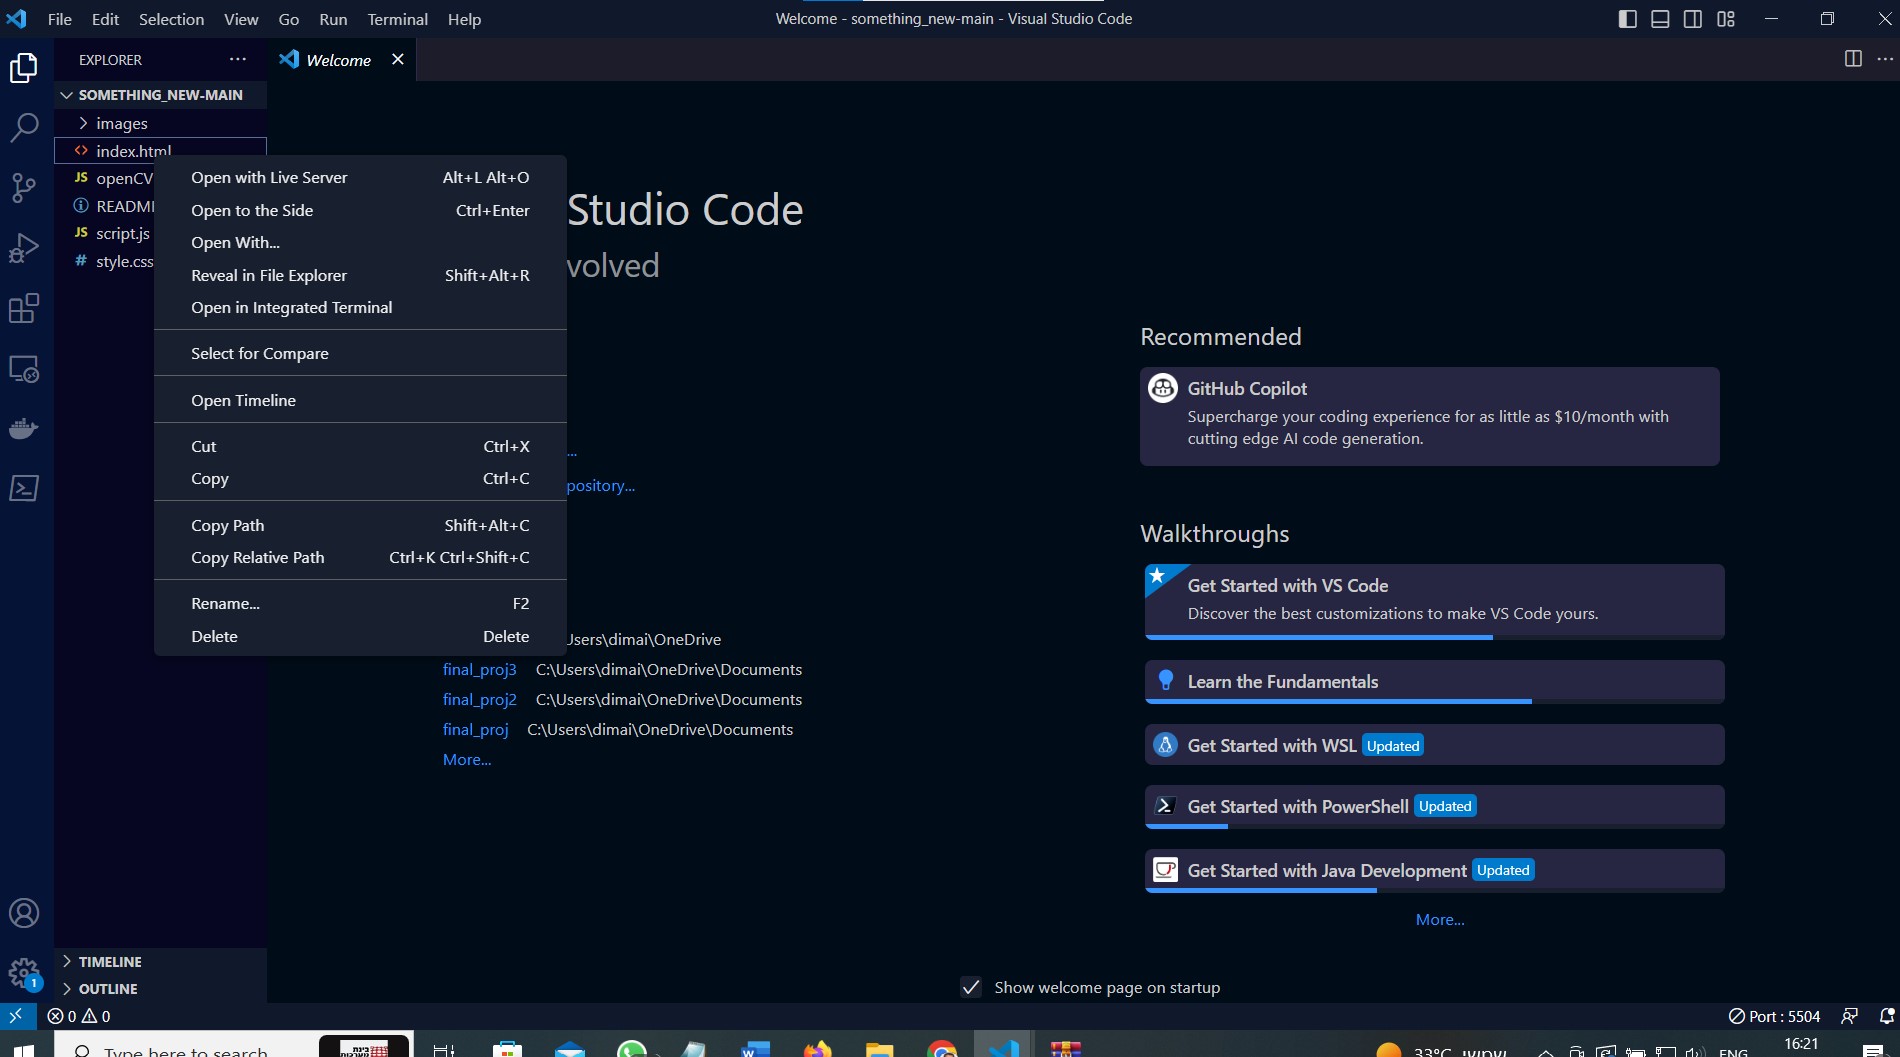 File Edit Selection View Go Run Terminal Help
Welcome - something_new-main - Visual Studio Code
EXPLORER
Welcome
SOMETHING_NEW-MAIN
images
index.html
openCV
READM
script.js
style.css
Open with Live Server Alt+L Alt+O
Open to the Side Ctrl+Enter
Open With...
Reveal in File Explorer Shift+Alt+R
Open in Integrated Terminal
Select for Compare
Open Timeline
Cut Ctrl+X
Copy Ctrl+C
Copy Path Shift+Alt+C
Copy Relative Path Ctrl+K Ctrl+Shift+C
Rename... F2
Delete Delete
Studio Code
volved
...
pository...
Users\dimai\OneDrive
final_proj3 C:\Users\dimai\OneDrive\Documents
final_proj2 C:\Users\dimai\OneDrive\Documents
final_proj C:\Users\dimai\OneDrive\Documents
More...
Recommended
GitHub Copilot
Supercharge your coding experience for as little as $10/month with
cutting edge AI code generation.
Walkthroughs
Get Started with VS Code
Discover the best customizations to make VS Code yours.
Learn the Fundamentals
Get Started with WSL Updated
Get Started with PowerShell Updated
Get Started with Java Development Updated
More...
TIMELINE
OUTLINE
Show welcome page on startup
1
0 0
Port : 5504
Type here to search
33°C
ENG
16:21